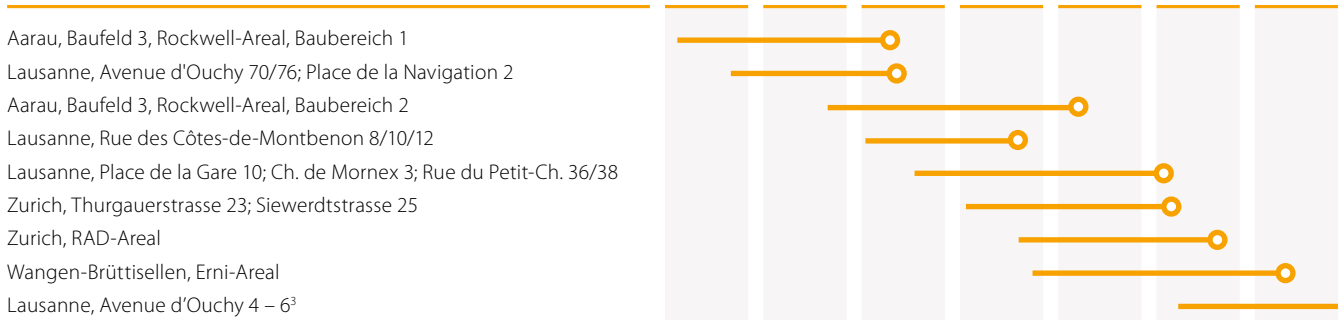 Aarau, Baufeld 3, Rockwell-Areal, Baubereich 1
Lausanne, Avenue d'Ouchy 70/76; Place de la Navigation 2
Aarau, Baufeld 3, Rockwell-Areal, Baubereich 2
Lausanne, Rue des Côtes-de-Montbenon 8/10/12
Lausanne, Place de la Gare 10; Ch. de Mornex 3; Rue du Petit-Ch. 36/38
Zurich, Thurgauerstrasse 23; Siewerdtstrasse 25
Zurich, RAD-Areal
Wangen-Brüttisellen, Erni-Areal
Lausanne, Avenue d’Ouchy 4 – 6³